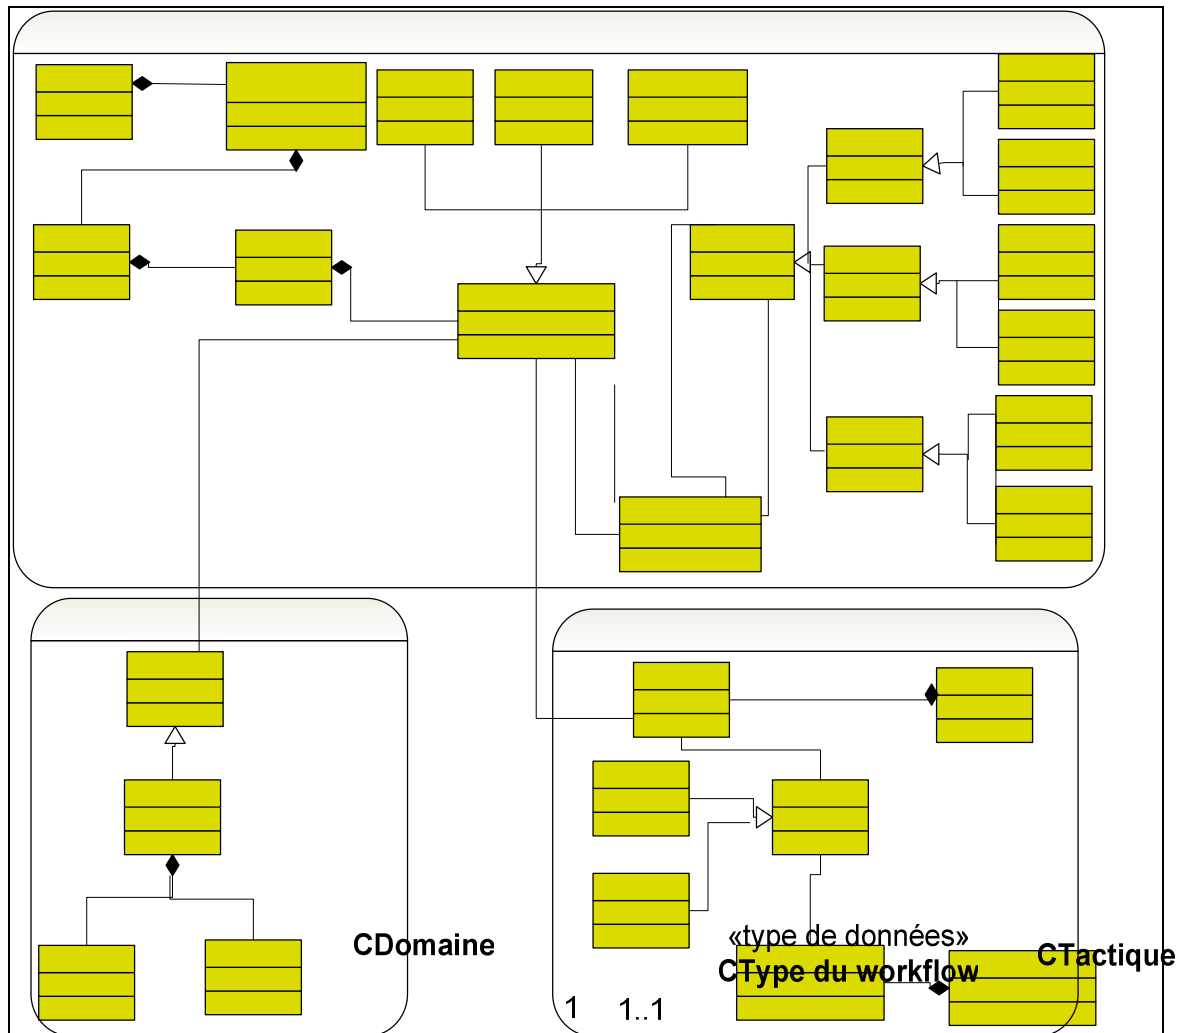 «type de données»
CDomaine
CType du workflow
CTactique
1 1..1